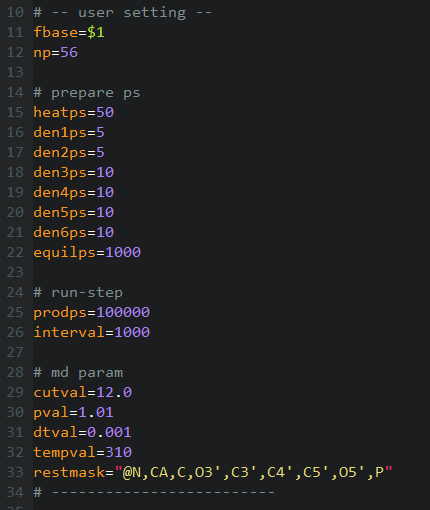 10 # -- user setting --
11 fbase=$1
12 np=56
13
14 # prepare ps
15 heatps=50
16 den1ps=5
17 den2ps=5
18 den3ps=10
19 den4ps=10
20 den5ps=10
21 den6ps=10
22 equilps=1000
23
24 # run-step
25 prodps=100000
26 interval=1000
27
28 # md param
29 cutval=12.0
30 pval=1.01
31 dtval=0.001
32 tempval=310
33 restmask="@N,CA,C,O3',C3',C4',C5',O5',P"
34 # -------------------------